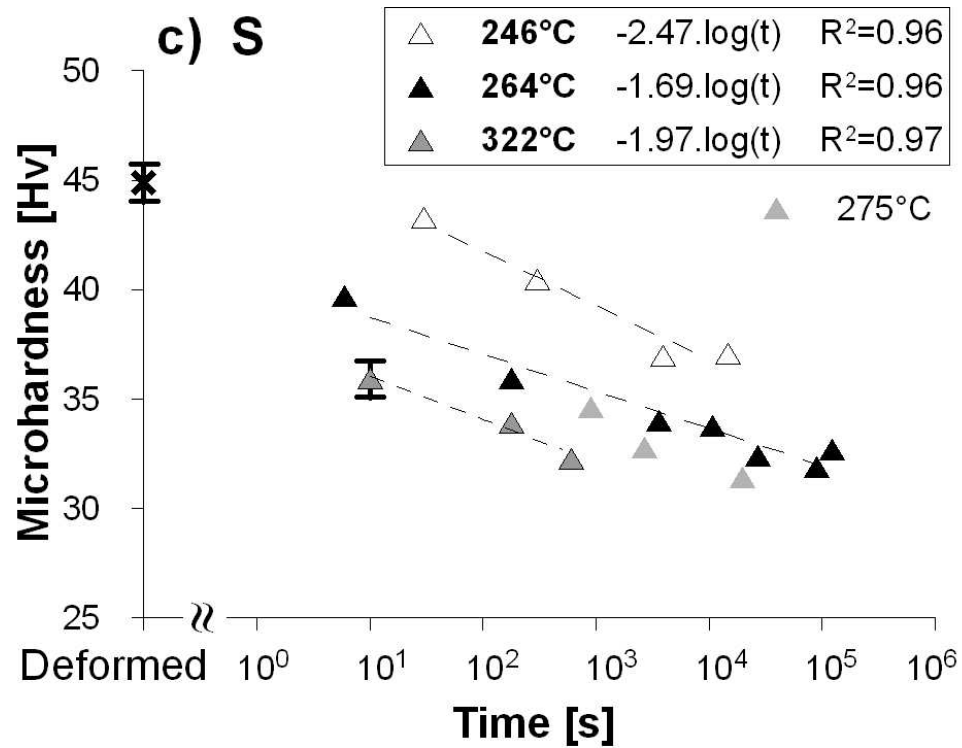 c) S
246°C -2.47.log(t) R²=0.96
264°C -1.69.log(t) R²=0.96
322°C -1.97.log(t) R²=0.97
275°C
Microhardness [Hv]
50
45
40
35
30
25
Deformed 10⁰ 10¹ 10² 10³ 10⁴ 10⁵ 10⁶
Time [s]